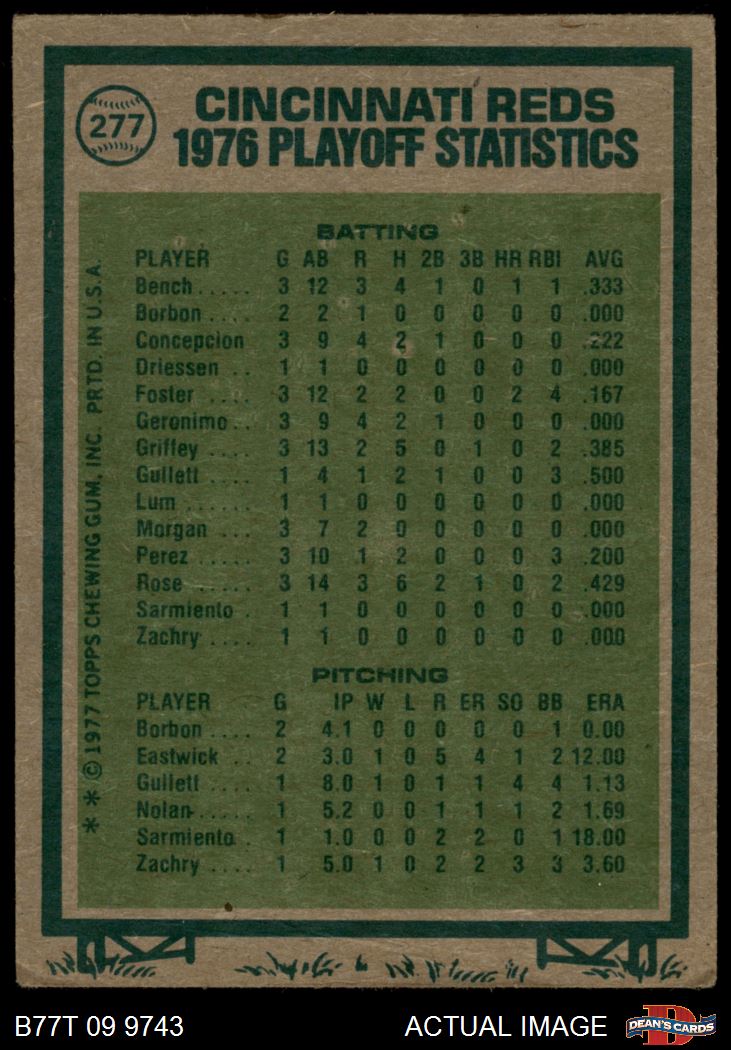 277
CINCINNATI REDS
1976 PLAYOFF STATISTICS
BATTING
PLAYER G AB R H 2B 3B HR RBI AVG
Bench..... 3 12 3 4 1 0 1 1 .333
Borbon.... 2 2 1 0 0 0 0 0 .000
Concepcion 3 9 4 2 1 0 0 0 .222
Driessen .. 1 1 0 0 0 0 0 0 .000
Foster .... 3 12 2 2 0 0 2 4 .167
Geronimo.. 3 9 4 2 1 0 0 0 .000
Griffey .... 3 13 2 5 0 1 0 2 .385
Gullett .... 1 4 1 2 1 0 0 3 .500
Lum ..... 1 1 0 0 0 0 0 0 .000
Morgan ... 3 7 2 0 0 0 0 0 .000
Perez ..... 3 10 1 2 0 0 0 3 .200
Rose ..... 3 14 3 6 2 1 0 2 .429
Sarmiento . 1 1 0 0 0 0 0 0 .000
Zachry .... 1 1 0 0 0 0 0 0 .000
PITCHING
PLAYER G IP W L R ER SO BB ERA
Borbon .... 2 4.1 0 0 0 0 0 1 0.00
Eastwick .. 2 3.0 1 0 5 4 1 2 12.00
Gullett .... 1 8.0 1 0 1 1 4 4 1.13
Nolan..... 1 5.2 0 0 1 1 1 2 1.69
Sarmiento. 1 1.0 0 0 2 2 0 1 18.00
Zachry .... 1 5.0 1 0 2 2 3 3 3.60
* * © 1977 TOPPS CHEWING GUM, INC. PRTD. IN U.S.A.
B77T 09 9743 ACTUAL IMAGE
D
DEAN'S CARDS